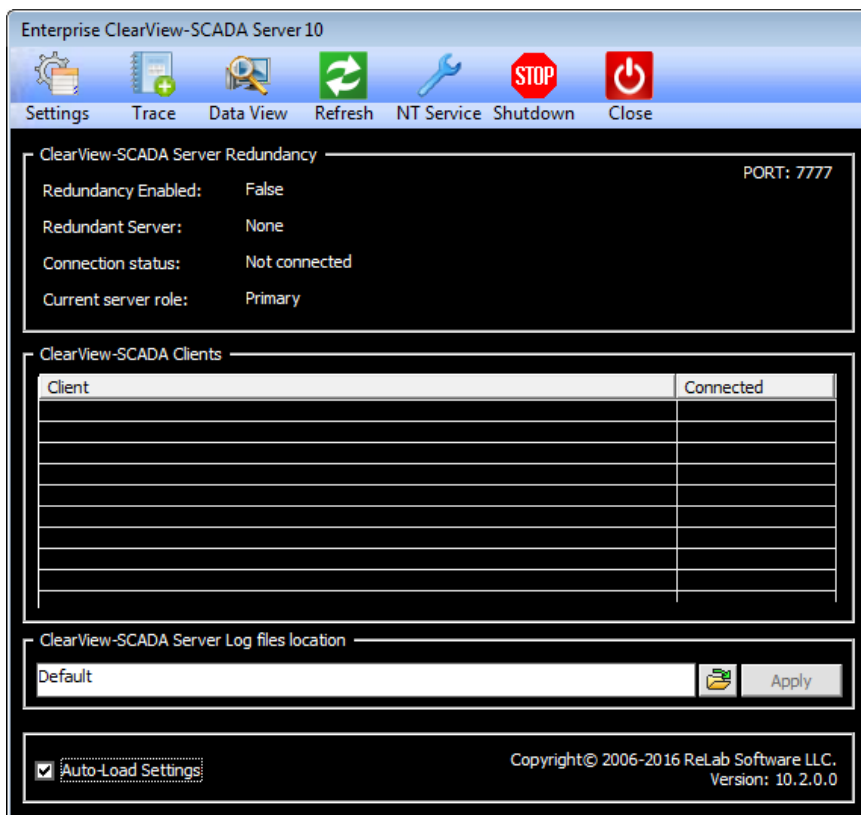 Enterprise ClearView-SCADA Server 10
STOP
Settings Trace Data View Refresh NT Service Shutdown Close
ClearView-SCADA Server Redundancy
PORT: 7777
Redundancy Enabled: False
Redundant Server: None
Connection status: Not connected
Current server role: Primary
ClearView-SCADA Clients
Client Connected
ClearView-SCADA Server Log files location
Default Apply
Auto-Load Settings
Copyright© 2006-2016 ReLab Software LLC.
Version: 10.2.0.0